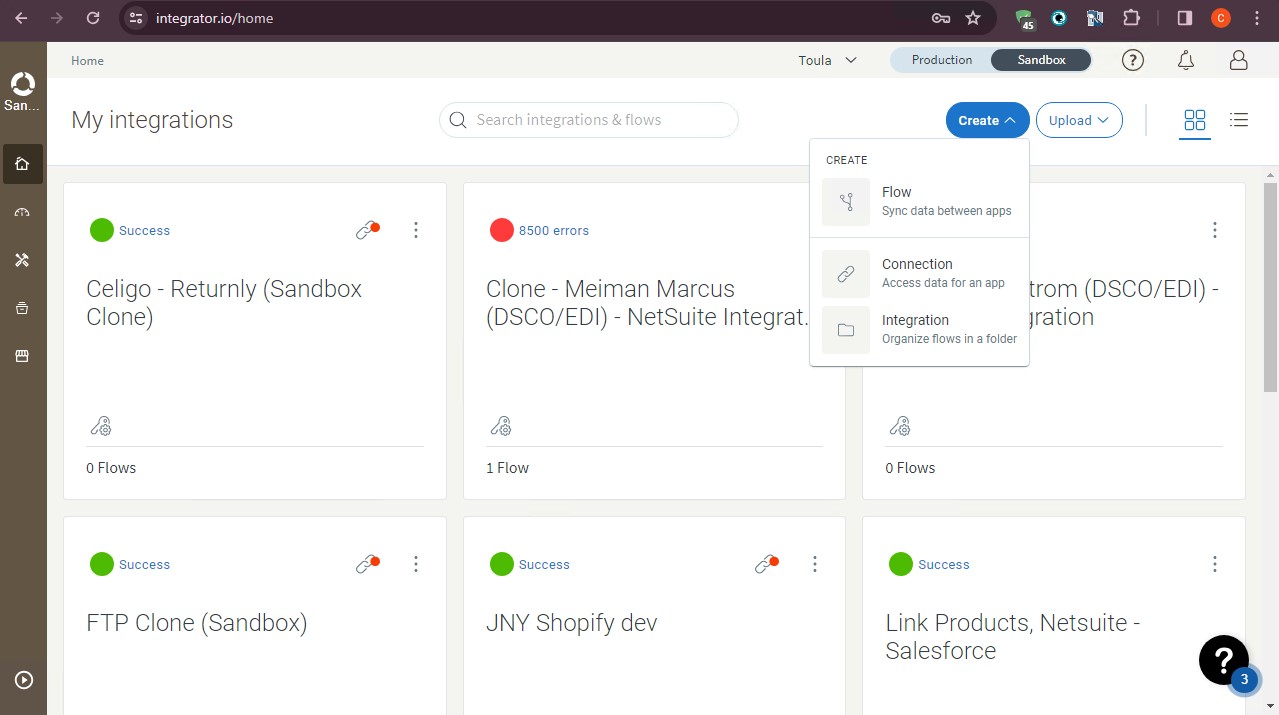 integrator.io/home
45
C
San...
Home
Toula
Production
Sandbox
?
My integrations
Search integrations & flows
Create
Upload
CREATE
Flow
Sync data between apps
Connection
Access data for an app
Integration
Organize flows in a folder
Success
Celigo - Returnly (Sandbox
Clone)
0 Flows
8500 errors
Clone - Meiman Marcus
(DSCO/EDI) - NetSuite Integrat.
1 Flow
trom (DSCO/EDI) -
gration
0 Flows
Success
FTP Clone (Sandbox)
Success
JNY Shopify dev
Success
Link Products, Netsuite -
Salesforce
?
3